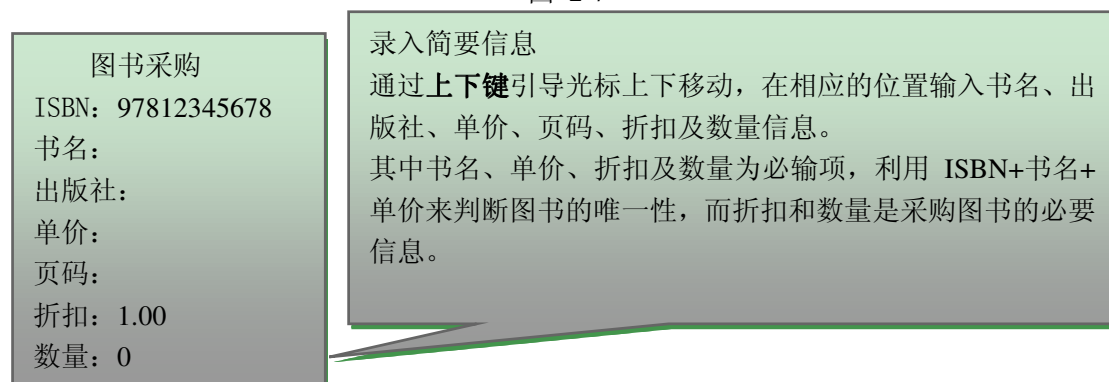 图书采购
ISBN：97812345678
书名：
出版社：
单价：
页码：
折扣：1.00
数量：0
录入简要信息
通过上下键引导光标上下移动，在相应的位置输入书名、出
版社、单价、页码、折扣及数量信息。
其中书名、单价、折扣及数量为必输项，利用 ISBN+书名+
单价来判断图书的唯一性，而折扣和数量是采购图书的必要
信息。